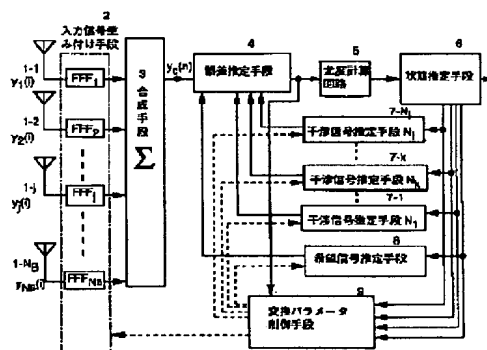 2
入力信号重
み付け手段
1-1
y1(i)
FFF1
1-2
y2(i)
FFF2
1-j
yj(i)
FFFj
1-NB
yNB(i)
FFFNB
3
合成手段
Σ
yc(n)
4
誤差推定手段
5
尤度計算
回路
6
状態推定手段
7-NI
干渉信号推定手段 NI
7-k
干渉信号推定手段 Nk
7-1
干渉信号推定手段 N1
8
希望信号推定手段
9
変換パラメータ
制御手段